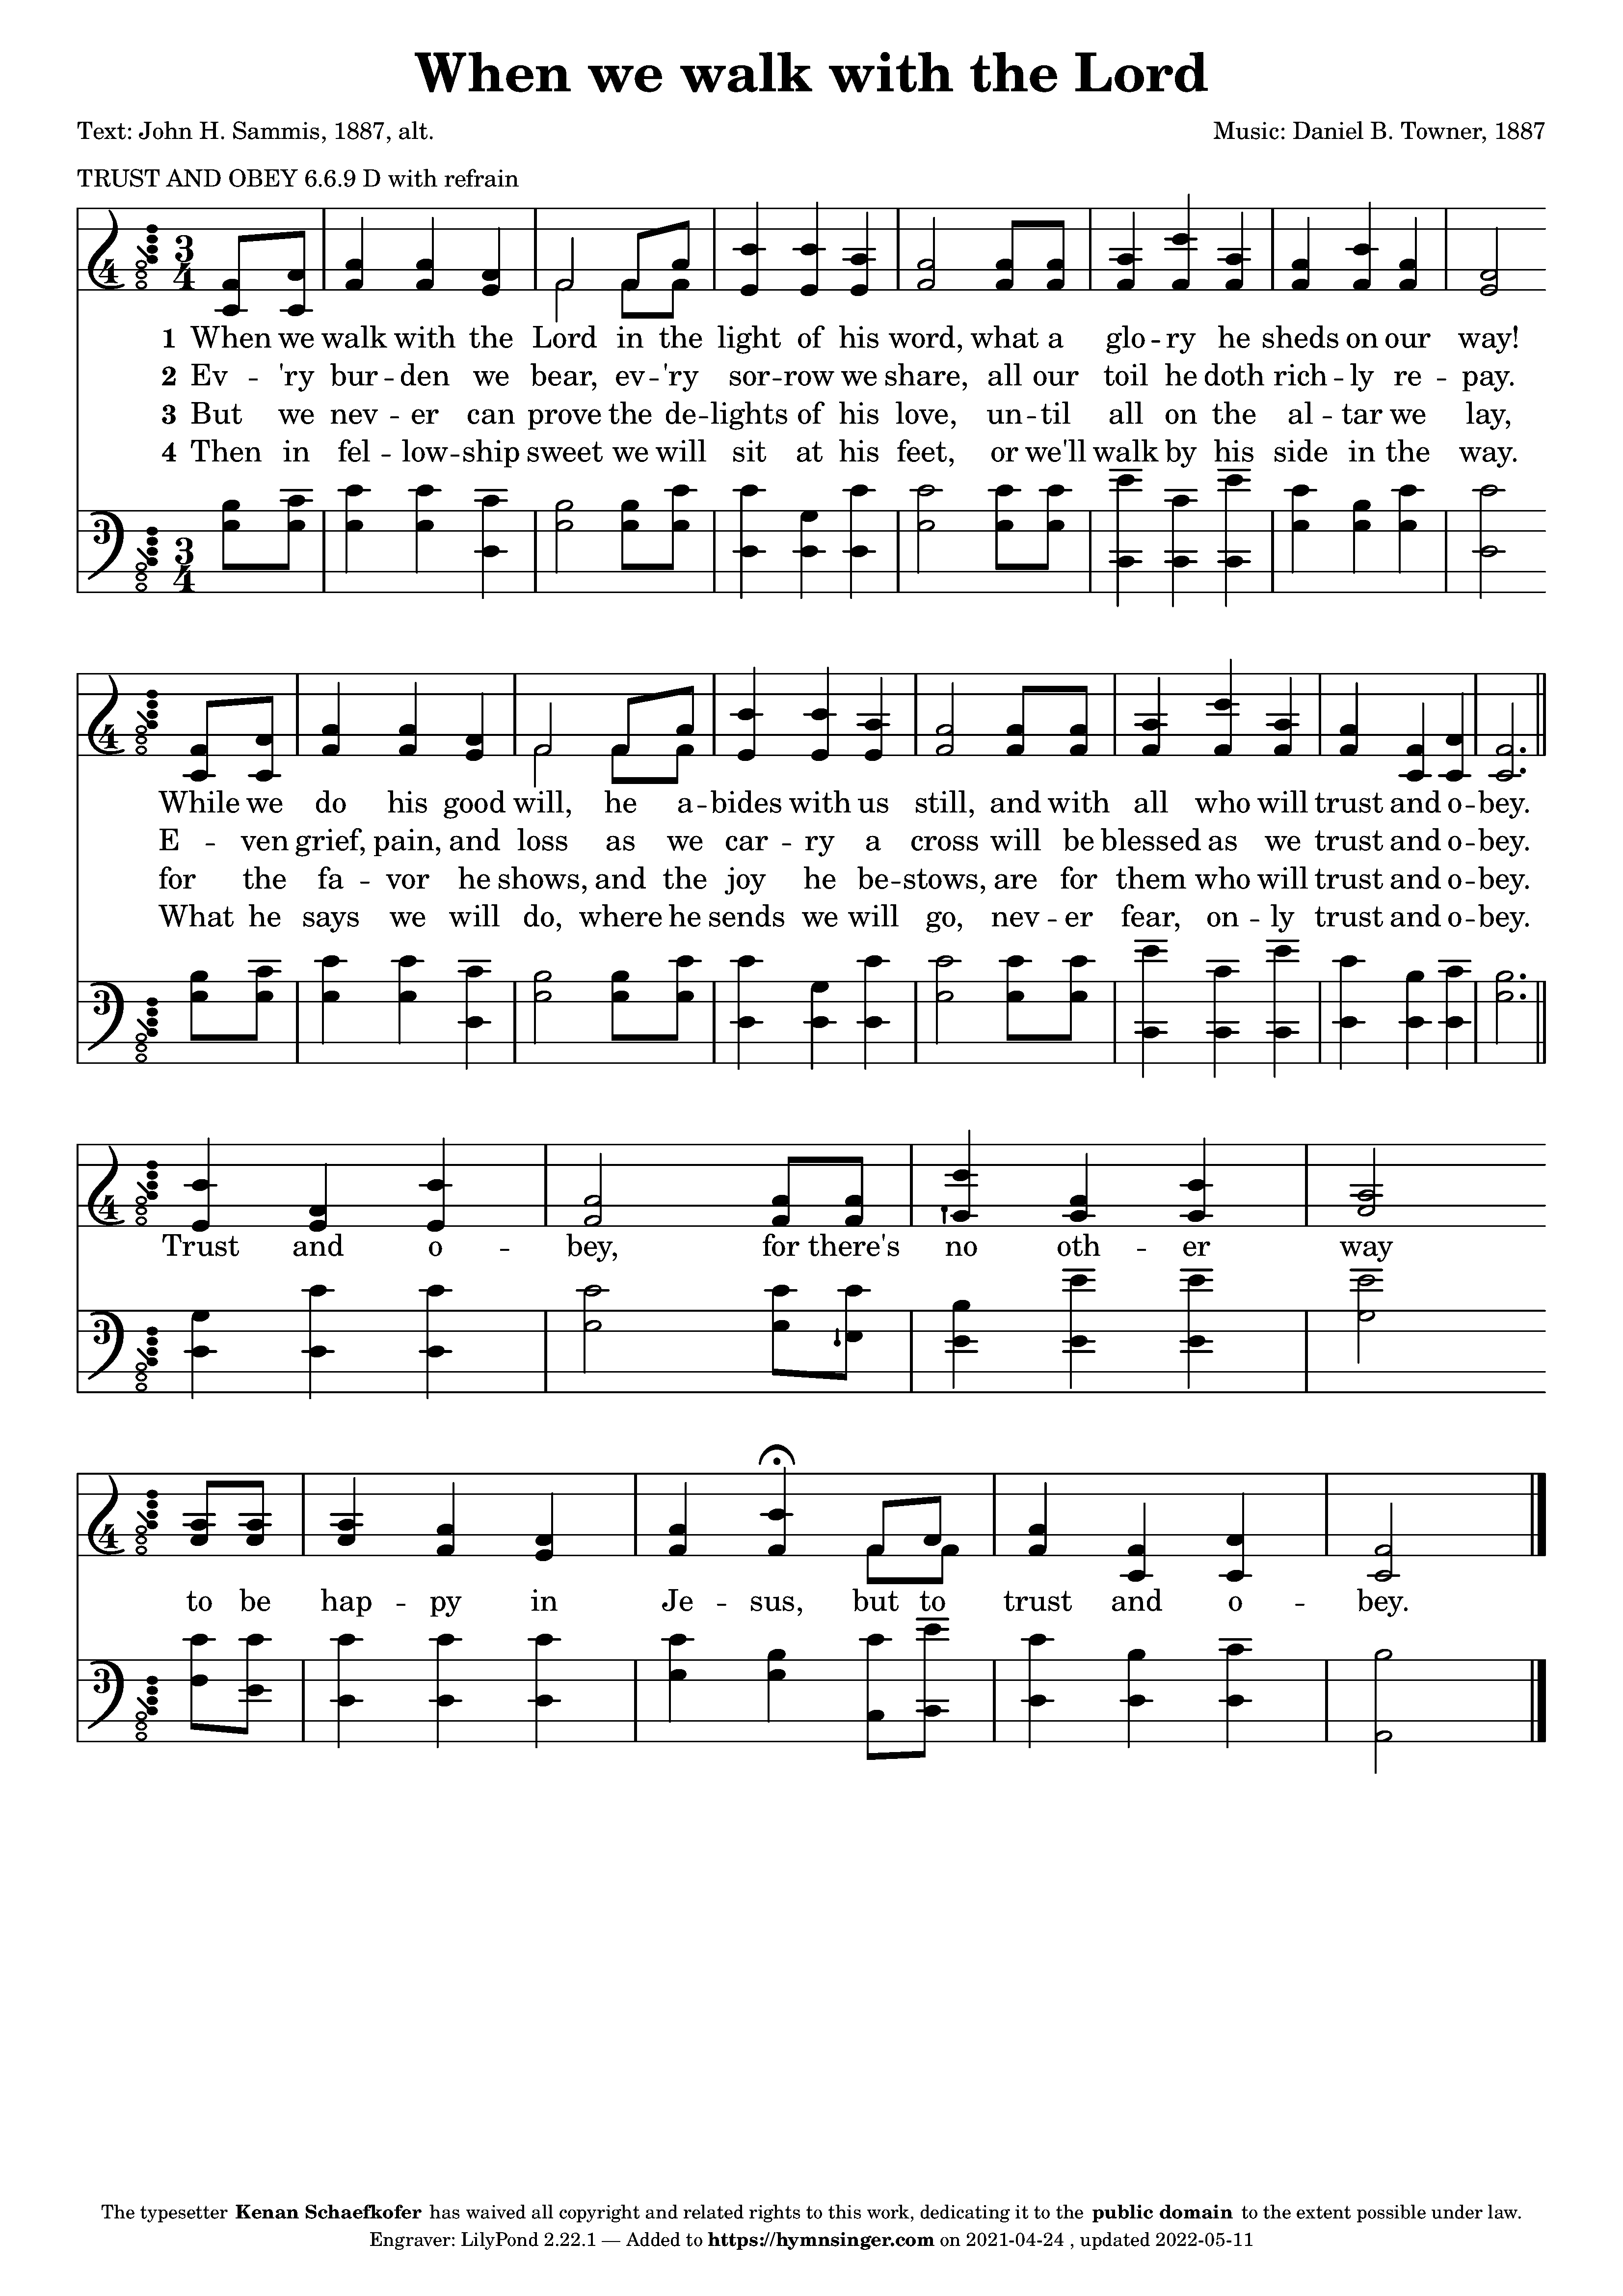 When we walk with the Lord
Text: John H. Sammis, 1887, alt.
Music: Daniel B. Towner, 1887
TRUST AND OBEY 6.6.9 D with refrain
1 When we walk with the Lord in the light of his word, what a glo -- ry he sheds on our way!
2 Ev -- 'ry bur -- den we bear, ev -- 'ry sor -- row we share, all our toil he doth rich -- ly re -- pay.
3 But we nev -- er can prove the de -- lights of his love, un -- til all on the al -- tar we lay,
4 Then in fel -- low -- ship sweet we will sit at his feet, or we'll walk by his side in the way.
While we do his good will, he a -- bides with us still, and with all who will trust and o -- bey.
E -- ven grief, pain, and loss as we car -- ry a cross will be blessed as we trust and o -- bey.
for the fa -- vor he shows, and the joy he be -- stows, are for them who will trust and o -- bey.
What he says we will do, where he sends we will go, nev -- er fear, on -- ly trust and o -- bey.
Trust and o -- bey, for there's no oth -- er way
to be hap -- py in Je -- sus, but to trust and o -- bey.
The typesetter Kenan Schaefkofer has waived all copyright and related rights to this work, dedicating it to the public domain to the extent possible under law.
Engraver: LilyPond 2.22.1 — Added to https://hymnsinger.com on 2021-04-24 , updated 2022-05-11